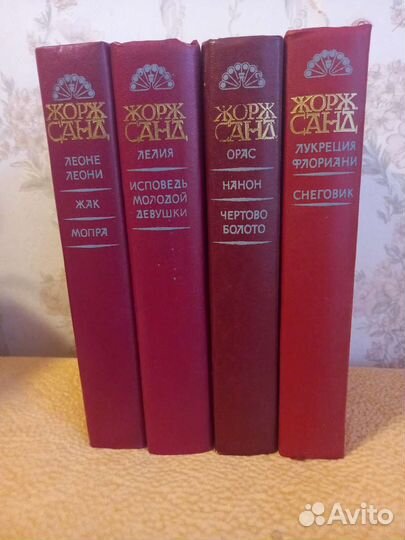 ЖОРЖ
САНД
ЛЕОНЕ
ЛЕОНИ
ЖАК
МОПРА
ЖОРЖ
САНД
ЛЕЛИЯ
ИСПОВЕДЬ
МОЛОДОЙ
ДЕВУШКИ
ЖОРЖ
САНД
ОРАС
НАНОН
ЧЕРТОВО
БОЛОТО
ЖОРЖ
САНД
ЛУКРЕЦИЯ
ФЛОРИАНИ
СНЕГОВИК
Avito